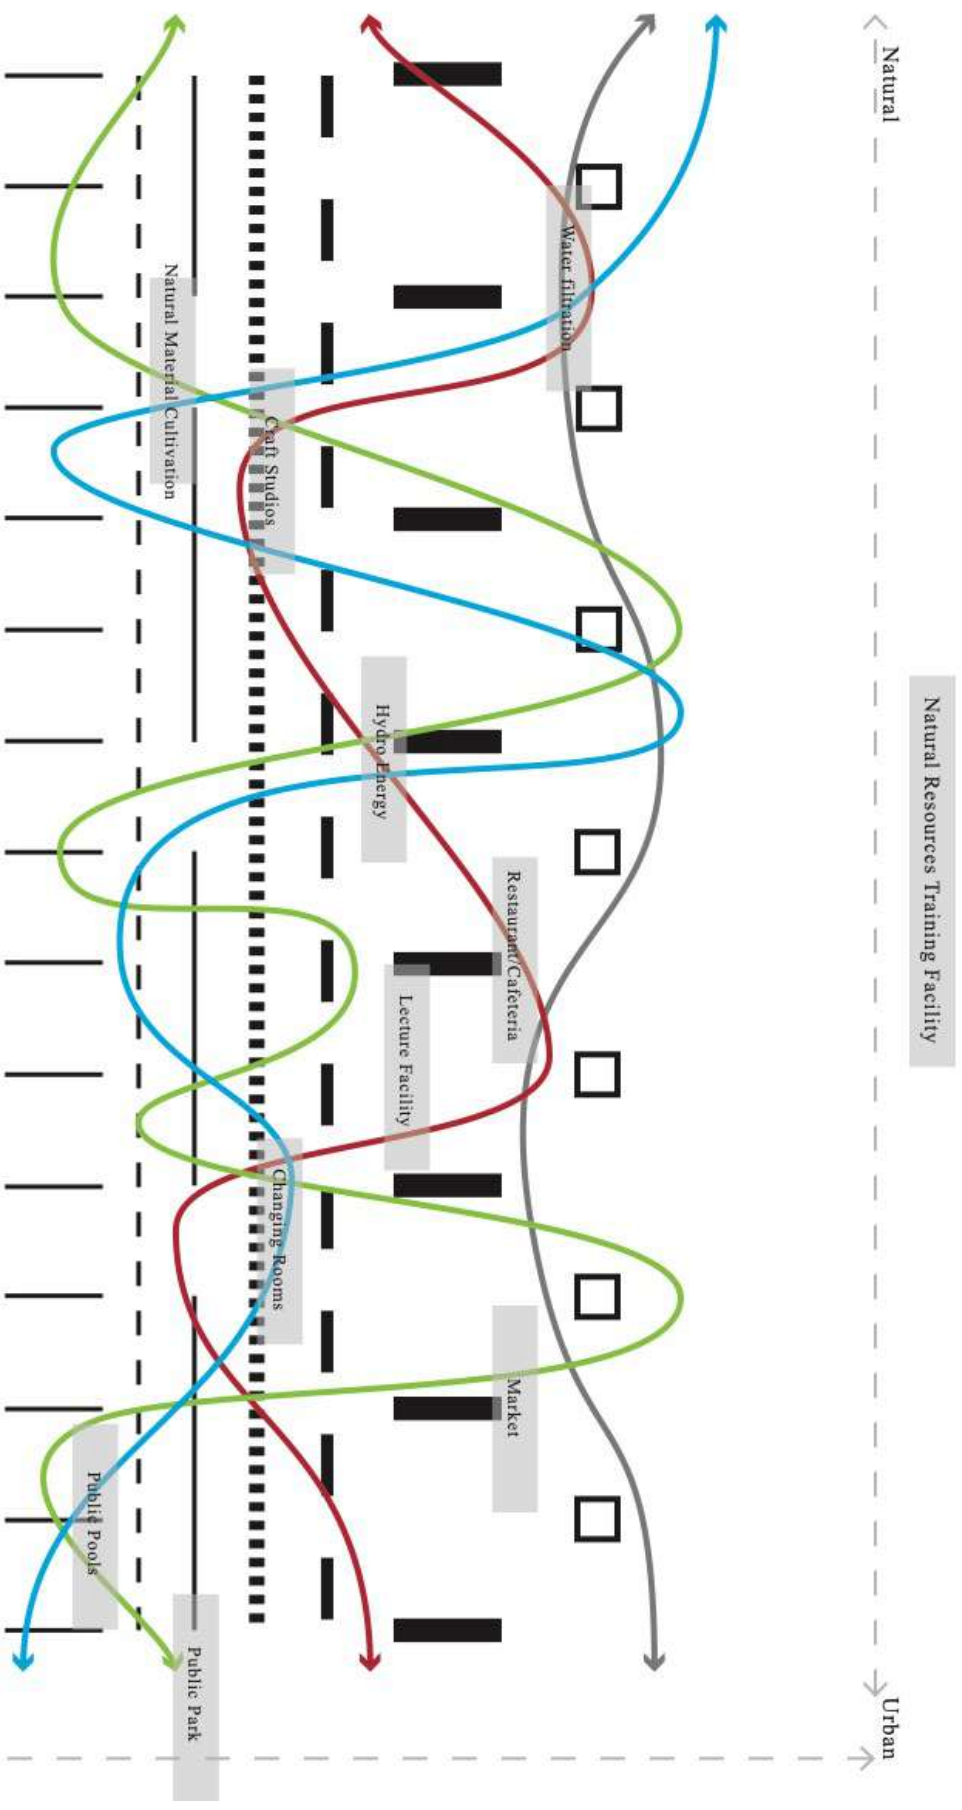 Natural Resources Training Facility
Natural
Urban
Water filtration
Restaurant/Cafeteria
Market
Hydro Energy
Lecture Facility
Craft Studios
Changing Rooms
Natural Material Cultivation
Public Park
Public Pools